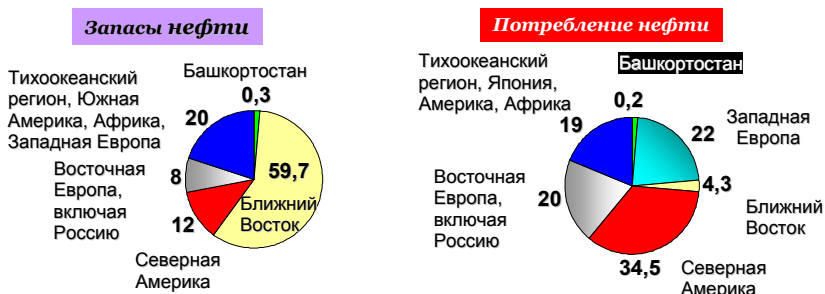 Запасы нефти
Башкортостан
0,3
Тихоокеанский
регион, Южная
Америка, Африка,
Западная Европа
20
59,7
Ближний
Восток
Восточная
Европа,
включая
Россию
8
12
Северная
Америка
Потребление нефти
Тихоокеанский
регион, Япония,
Америка, Африка
Башкортостан
0,2
19
22
Западная
Европа
4,3
Ближний
Восток
Восточная
Европа,
включая
Россию
20
34,5
Северная
Америка